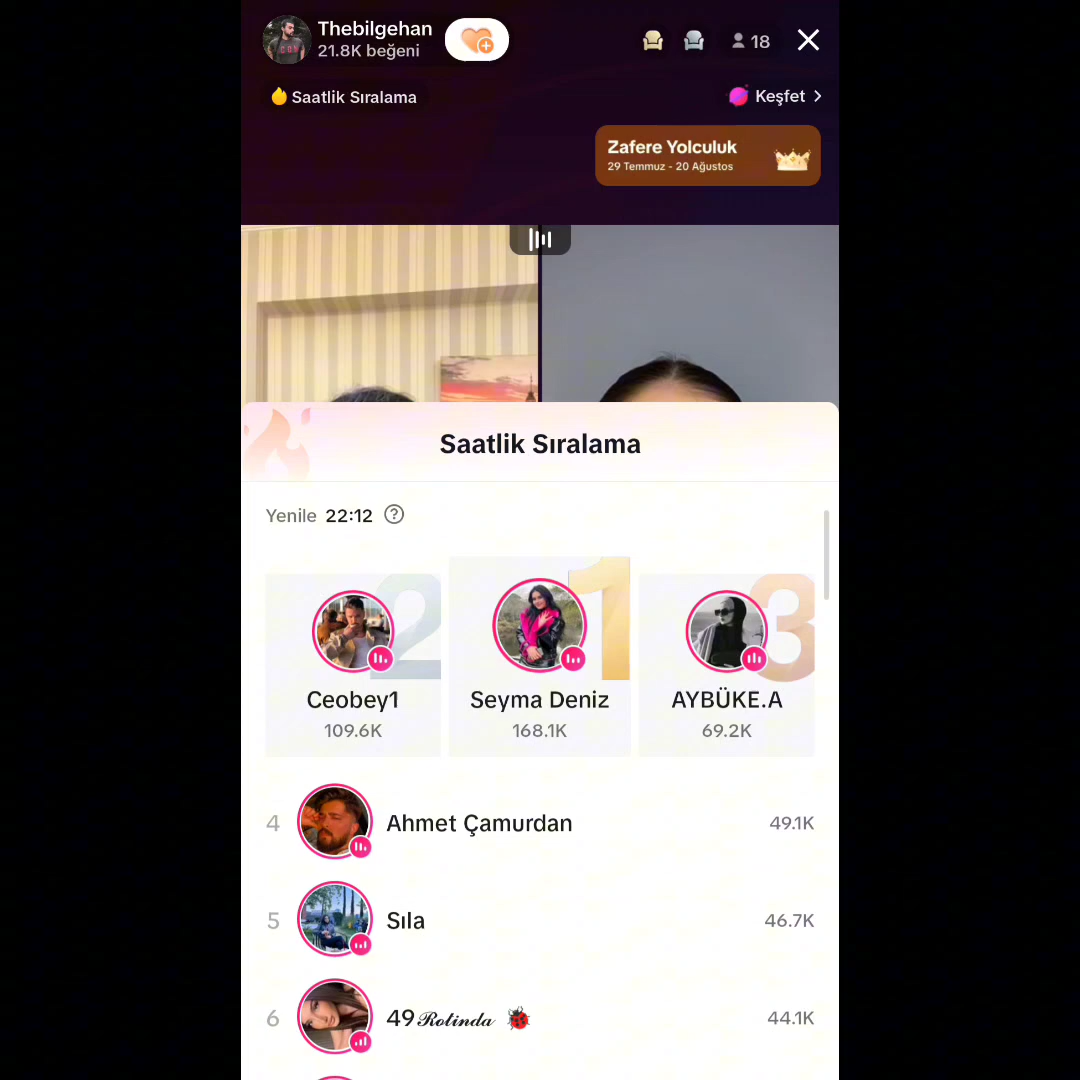 Thebilgehan
21.8K beğeni
18
Saatlik Sıralama
Keşfet
Zafere Yolculuk
29 Temmuz - 20 Ağustos
Saatlik Sıralama
Yenile 22:12
2
Ceobey1
109.6K
1
Seyma Deniz
168.1K
3
AYBÜKE.A
69.2K
4 Ahmet Çamurdan 49.1K
5 Sıla 46.7K
6 49𝓡𝓸𝓽𝓲𝓷𝓭𝓪 🐞 44.1K